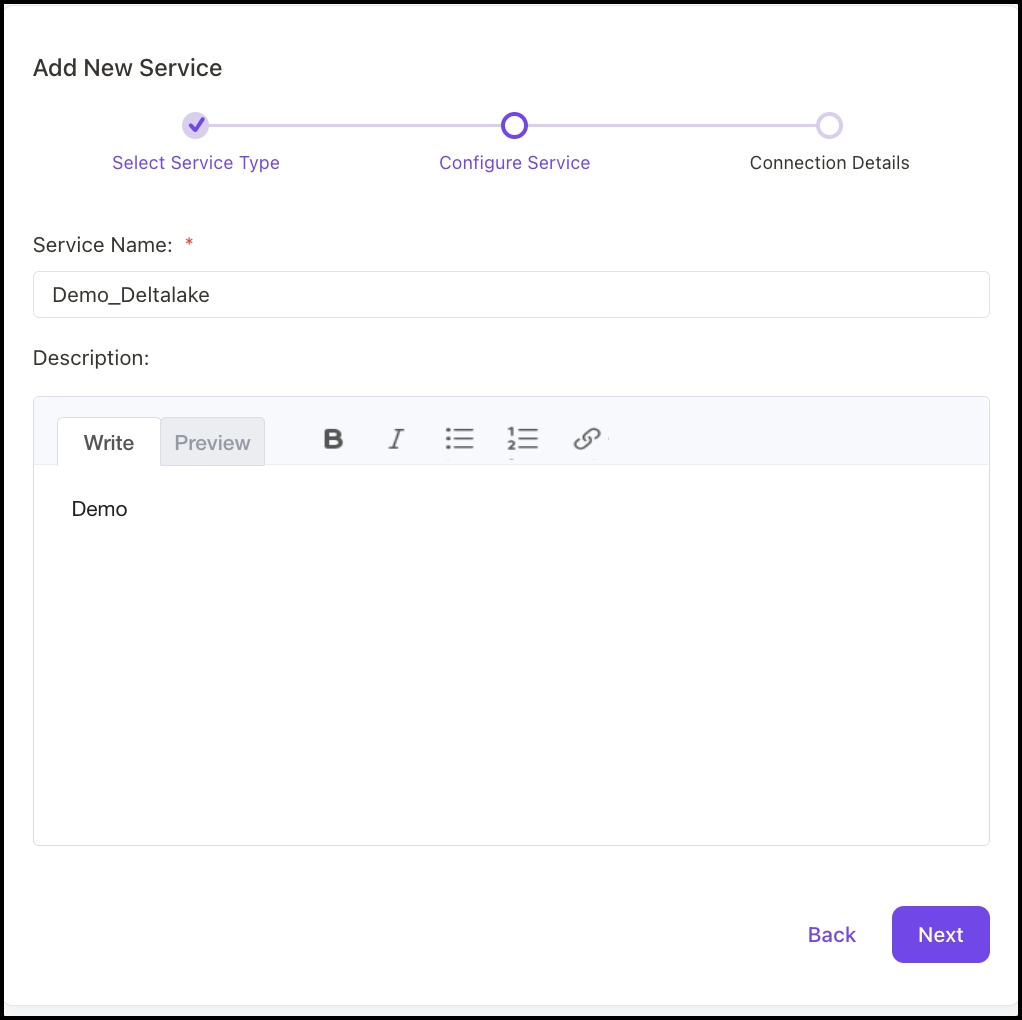 Add New Service
Select Service Type Configure Service Connection Details
Service Name: *
Demo_Deltalake
Description:
Write Preview B I
Demo
Back Next